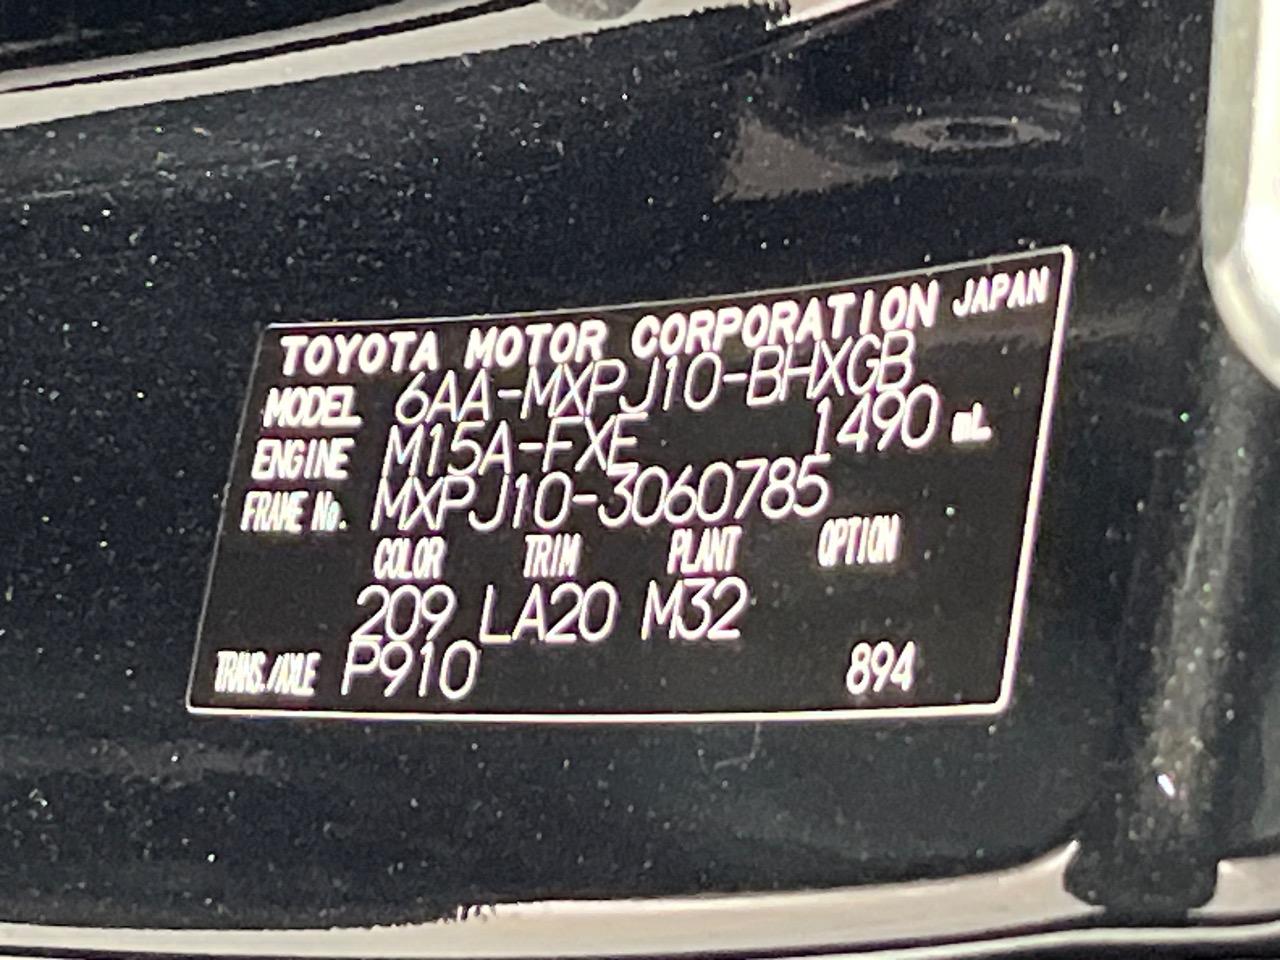 TOYOTA MOTOR CORPORATION JAPAN
MODEL 6AA-MXPJ10-BHXGB
ENGINE M15A-FXE 1490 mL
FRAME No. MXPJ10-3060785
COLOR TRIM PLANT OPTION
209 LA20 M32
TRANS./AXLE P910 894